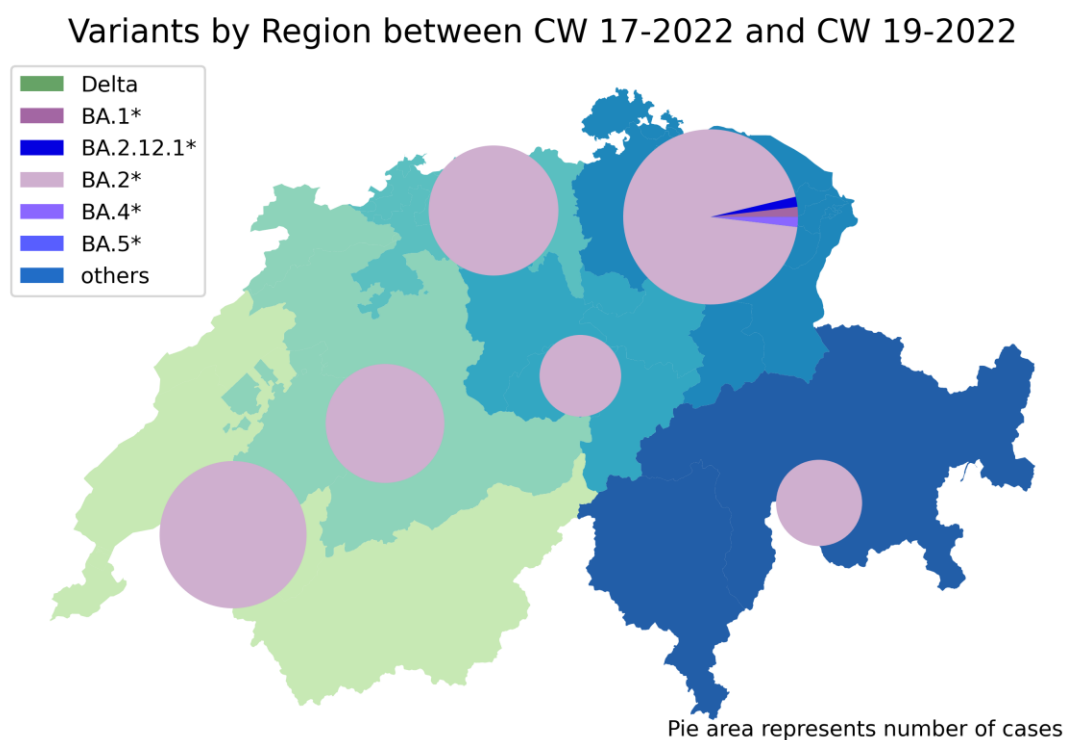 Variants by Region between CW 17-2022 and CW 19-2022
Delta
BA.1*
BA.2.12.1*
BA.2*
BA.4*
BA.5*
others
Pie area represents number of cases